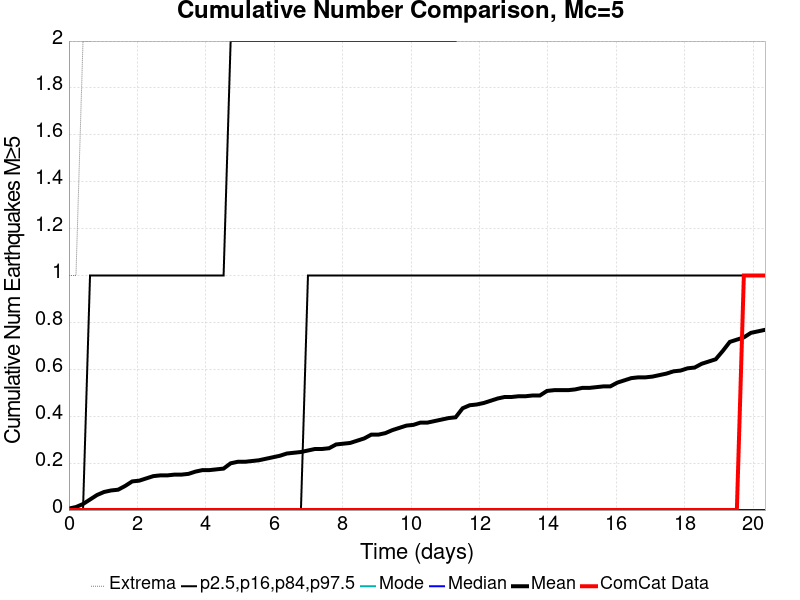 Cumulative Number Comparison, Mc=5
Cumulative Num Earthquakes M≥5
2
1.8
1.6
1.4
1.2
1
0.8
0.6
0.4
0.2
0
0 2 4 6 8 10 12 14 16 18 20
Time (days)
Extrema p2.5,p16,p84,p97.5 Mode Median Mean ComCat Data